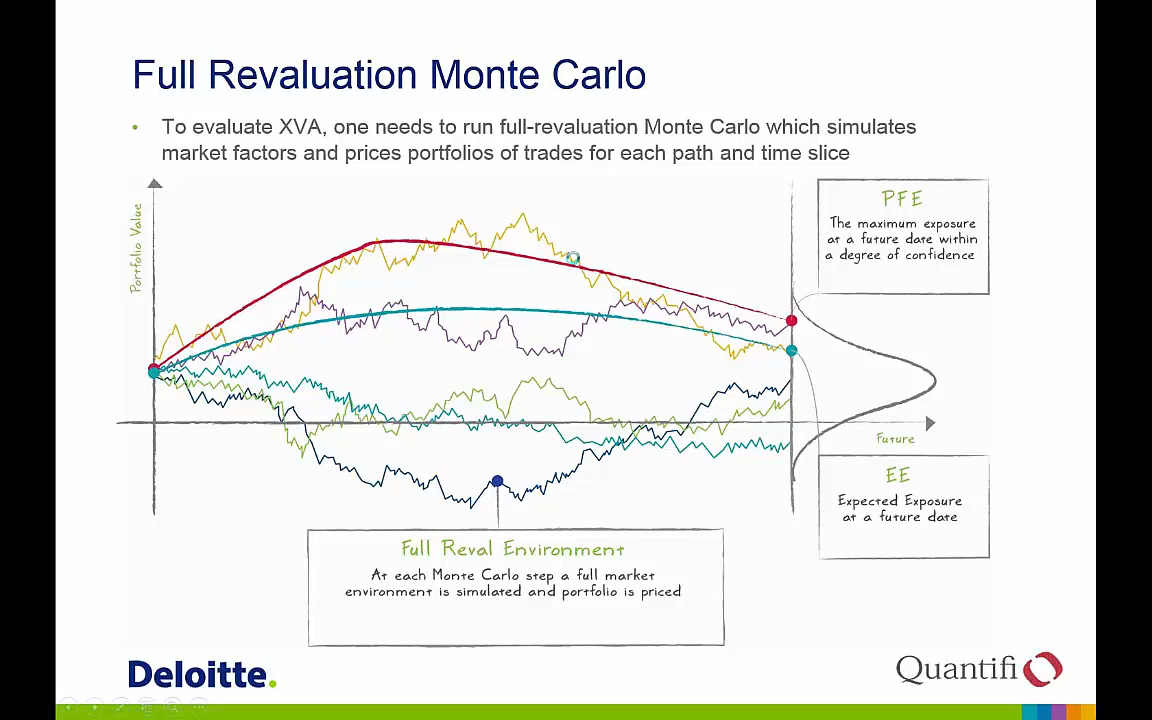 Full Revaluation Monte Carlo
• To evaluate XVA, one needs to run full-revaluation Monte Carlo which simulates
market factors and prices portfolios of trades for each path and time slice
Portfolio Value
PFE
The maximum exposure
at a future date within
a degree of confidence
Future
EE
Expected Exposure
at a future date
Full Reval Environment
At each Monte Carlo step a full market
environment is simulated and portfolio is priced
Deloitte.
Quantifi